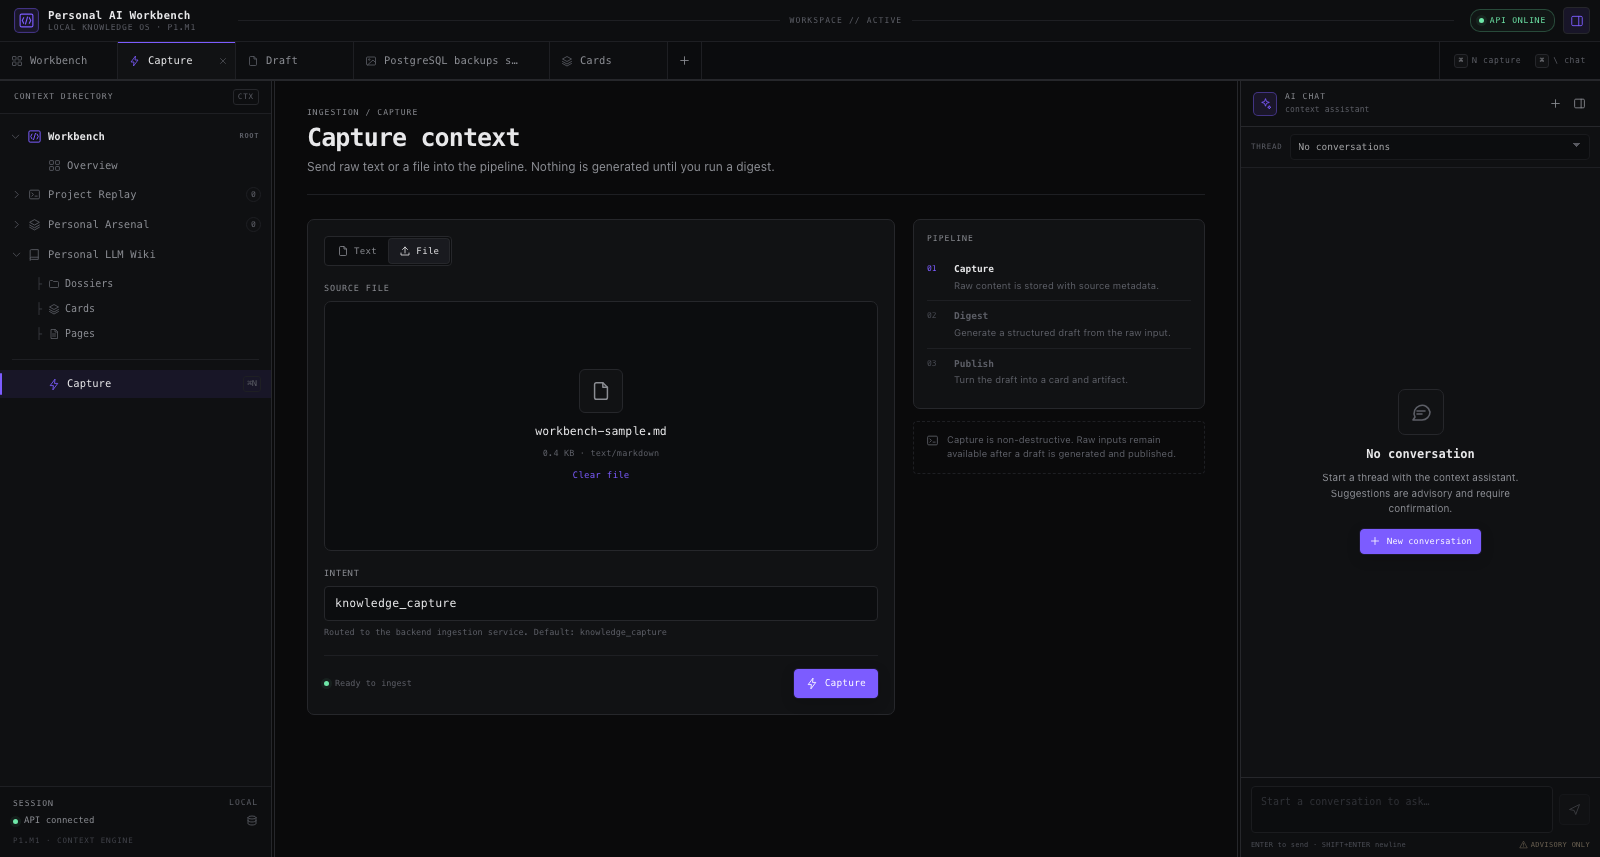 Personal AI Workbench
LOCAL KNOWLEDGE OS · P1.M1
WORKSPACE // ACTIVE
API ONLINE
Workbench
Capture
×
Draft
PostgreSQL backups s…
Cards
+
⌘ N capture
⌘ \ chat
CONTEXT DIRECTORY
CTX
Workbench
ROOT
Overview
Project Replay
0
Personal Arsenal
0
Personal LLM Wiki
Dossiers
Cards
Pages
Capture
⌘N
SESSION
LOCAL
API connected
P1.M1 · CONTEXT ENGINE
INGESTION / CAPTURE
Capture context
Send raw text or a file into the pipeline. Nothing is generated until you run a digest.
Text
File
SOURCE FILE
workbench-sample.md
0.4 KB · text/markdown
Clear file
INTENT
knowledge_capture
Routed to the backend ingestion service. Default: knowledge_capture
Ready to ingest
Capture
PIPELINE
01
Capture
Raw content is stored with source metadata.
02
Digest
Generate a structured draft from the raw input.
03
Publish
Turn the draft into a card and artifact.
Capture is non-destructive. Raw inputs remain
available after a draft is generated and published.
AI CHAT
context assistant
THREAD
No conversations
No conversation
Start a thread with the context assistant.
Suggestions are advisory and require
confirmation.
+ New conversation
Start a conversation to ask…
ENTER to send · SHIFT+ENTER newline
ADVISORY ONLY